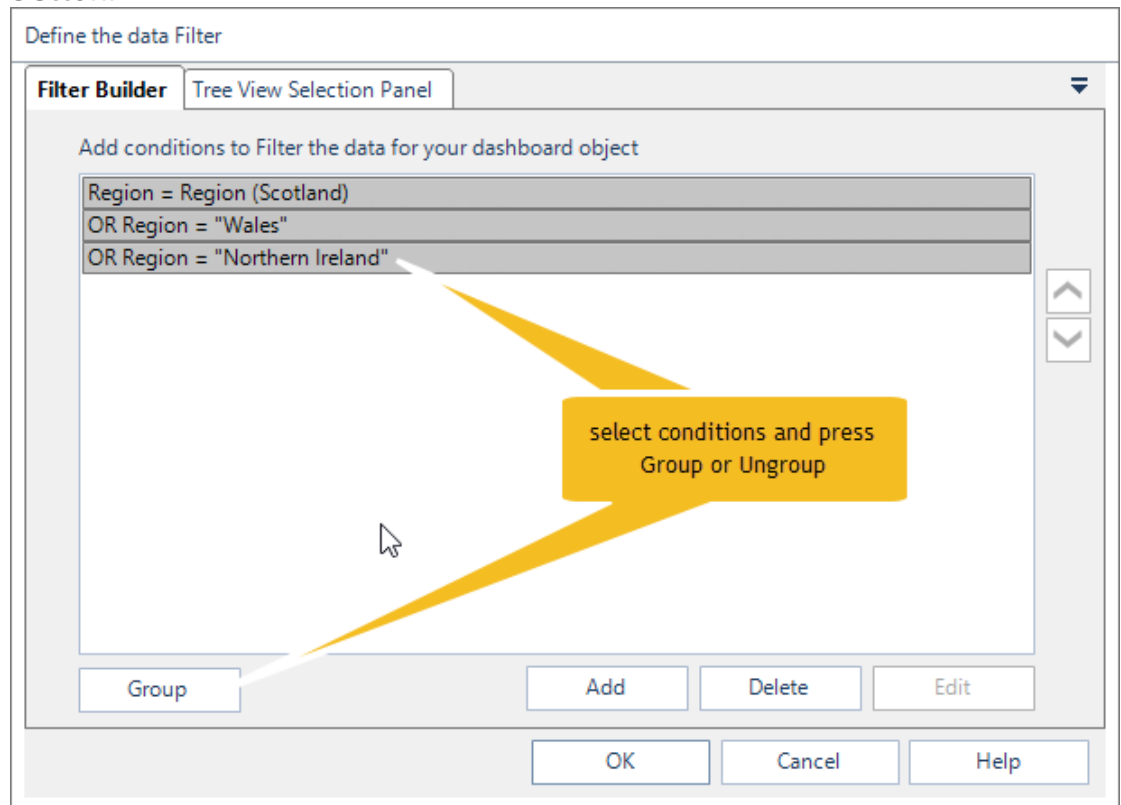 Define the data Filter
Filter Builder Tree View Selection Panel
Add conditions to Filter the data for your dashboard object
Region = Region (Scotland)
OR Region = "Wales"
OR Region = "Northern Ireland"
select conditions and press
Group or Ungroup
Group Add Delete Edit
OK Cancel Help